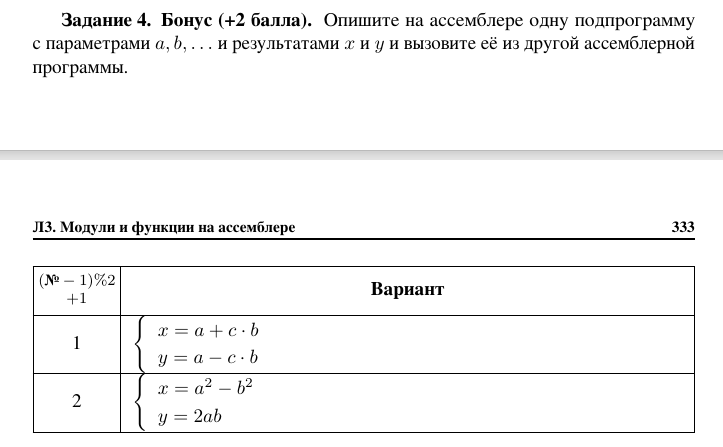 Задание 4. Бонус (+2 балла). Опишите на ассемблере одну подпрограмму
с параметрами a, b, . . . и результатами x и y и вызовите её из другой ассемблерной
программы.
Л3. Модули и функции на ассемблере 333
(№ − 1)%2
+1
Вариант
1
x = a + c · b
y = a − c · b
2
x = a² − b²
y = 2ab